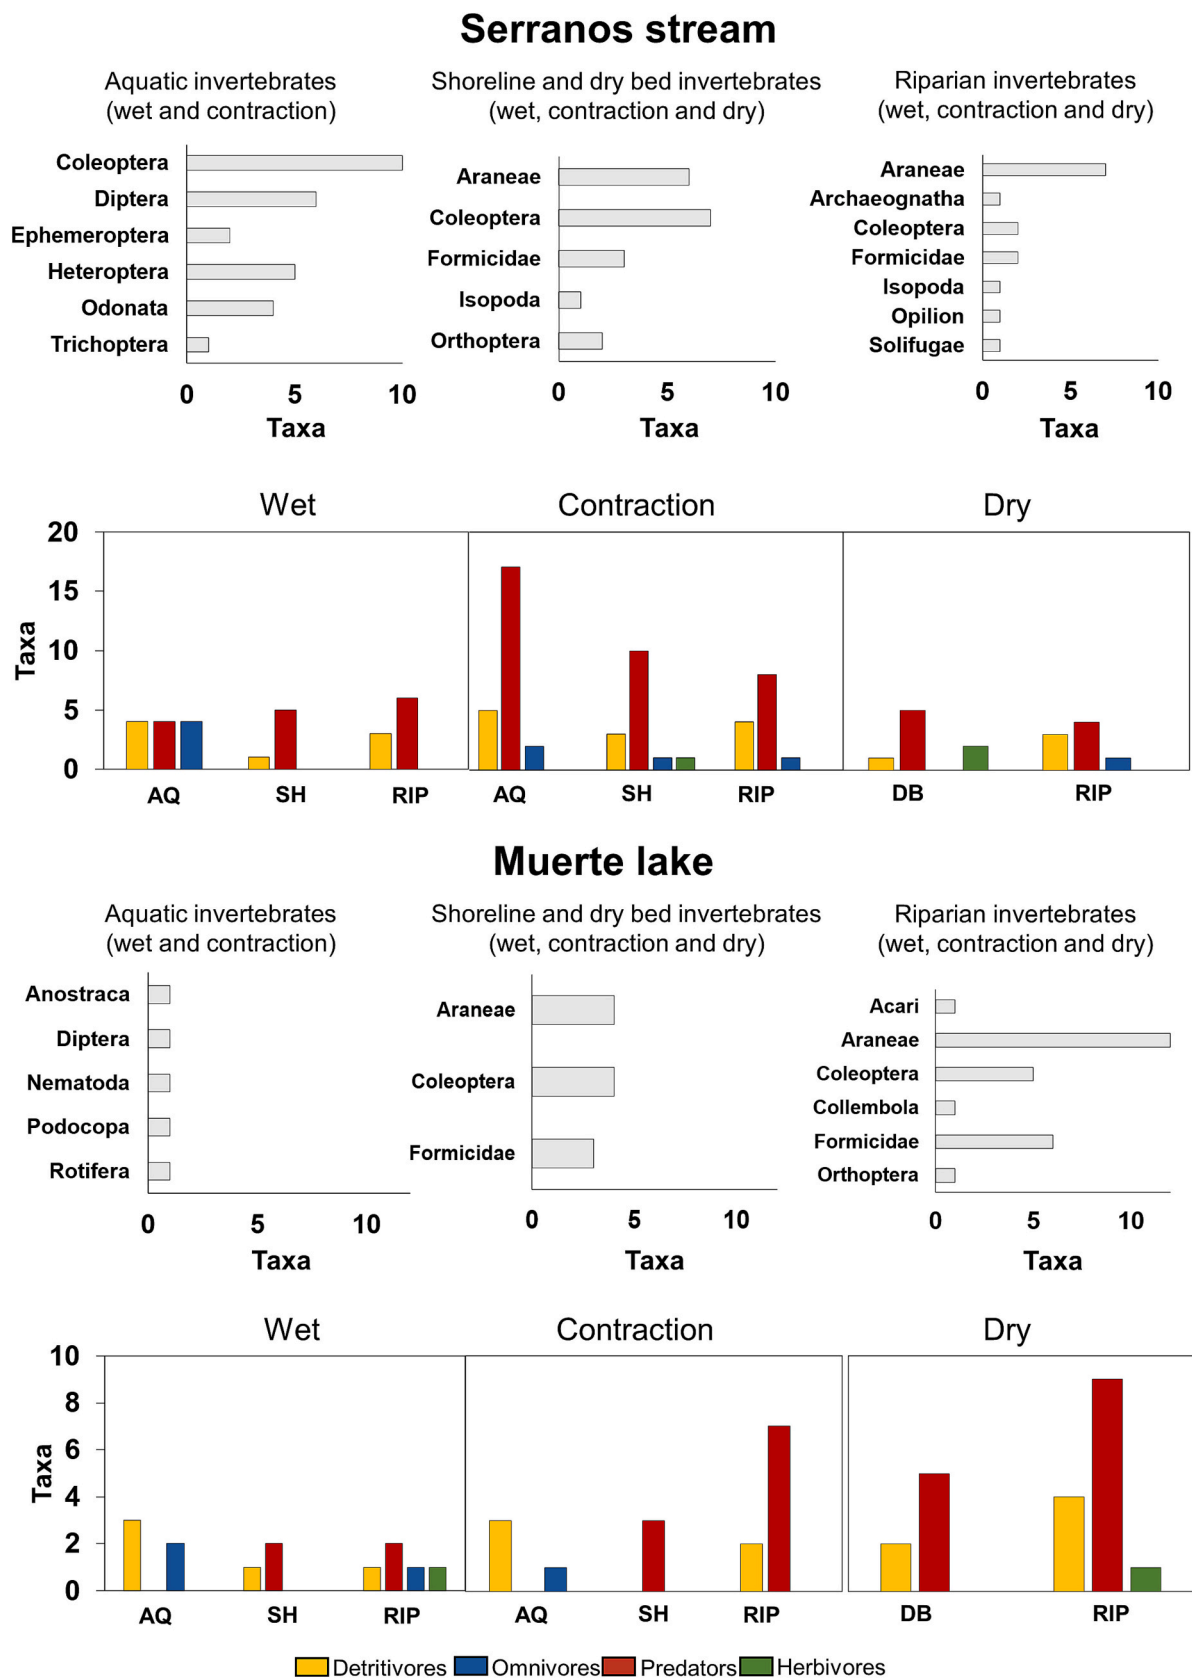 Serranos stream
Aquatic invertebrates
(wet and contraction)
Coleoptera
Diptera
Ephemeroptera
Heteroptera
Odonata
Trichoptera
0 5 10
Taxa
Shoreline and dry bed invertebrates
(wet, contraction and dry)
Araneae
Coleoptera
Formicidae
Isopoda
Orthoptera
0 5 10
Taxa
Riparian invertebrates
(wet, contraction and dry)
Araneae
Archaeognatha
Coleoptera
Formicidae
Isopoda
Opilion
Solifugae
0 5 10
Taxa
Wet Contraction Dry
20
15
10
5
0
Taxa
AQ SH RIP AQ SH RIP DB RIP
Muerte lake
Aquatic invertebrates
(wet and contraction)
Anostraca
Diptera
Nematoda
Podocopa
Rotifera
0 5 10
Taxa
Shoreline and dry bed invertebrates
(wet, contraction and dry)
Araneae
Coleoptera
Formicidae
0 5 10
Taxa
Riparian invertebrates
(wet, contraction and dry)
Acari
Araneae
Coleoptera
Collembola
Formicidae
Orthoptera
0 5 10
Taxa
Wet Contraction Dry
10
8
6
4
2
0
Taxa
AQ SH RIP AQ SH RIP DB RIP
Detritivores Omnivores Predators Herbivores